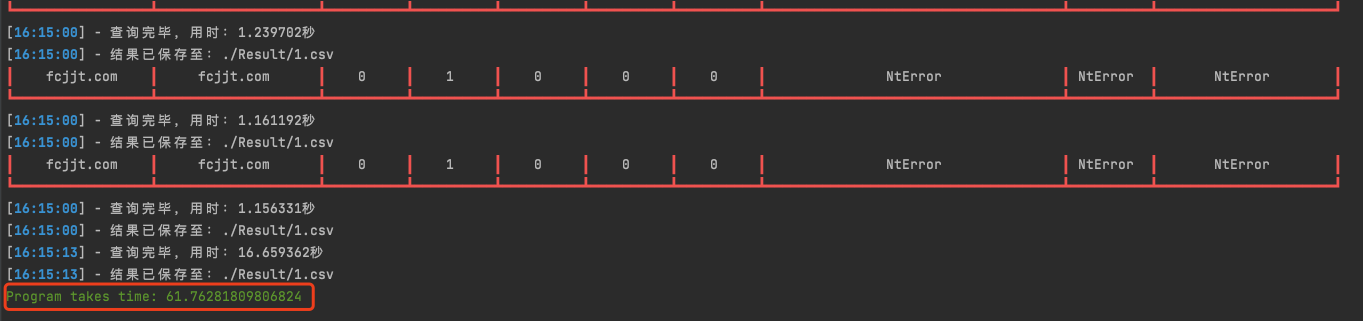 [16:15:00] - 查询完毕, 用时: 1.239702秒
[16:15:00] - 结果已保存至: ./Result/1.csv
fcjjt.com fcjjt.com 0 1 0 0 0 NtError NtError NtError
[16:15:00] - 查询完毕, 用时: 1.161192秒
[16:15:00] - 结果已保存至: ./Result/1.csv
fcjjt.com fcjjt.com 0 1 0 0 0 NtError NtError NtError
[16:15:00] - 查询完毕, 用时: 1.156331秒
[16:15:00] - 结果已保存至: ./Result/1.csv
[16:15:13] - 查询完毕, 用时: 16.659362秒
[16:15:13] - 结果已保存至: ./Result/1.csv
Program takes time: 61.76281809806824